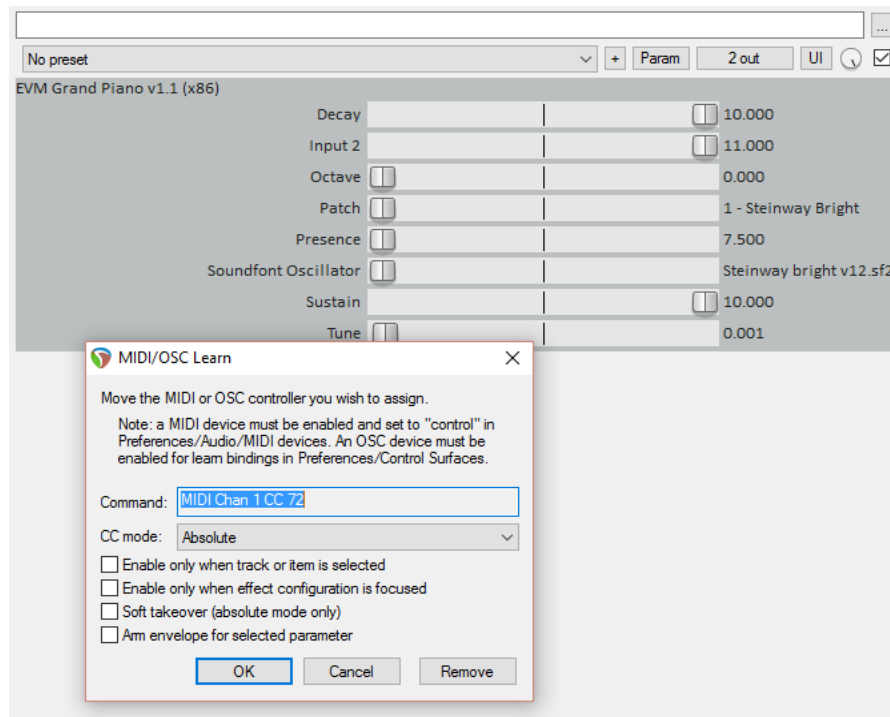 ...
No preset + Param 2 out UI
EVM Grand Piano v1.1 (x86)
Decay 10.000
Input 2 11.000
Octave 0.000
Patch 1 - Steinway Bright
Presence 7.500
Soundfont Oscillator Steinway bright v12.sf2
Sustain 10.000
Tune 0.001
MIDI/OSC Learn
Move the MIDI or OSC controller you wish to assign.
Note: a MIDI device must be enabled and set to "control" in
Preferences/Audio/MIDI devices. An OSC device must be
enabled for learn bindings in Preferences/Control Surfaces.
Command: MIDI Chan 1 CC 72
CC mode: Absolute
Enable only when track or item is selected
Enable only when effect configuration is focused
Soft takeover (absolute mode only)
Arm envelope for selected parameter
OK Cancel Remove